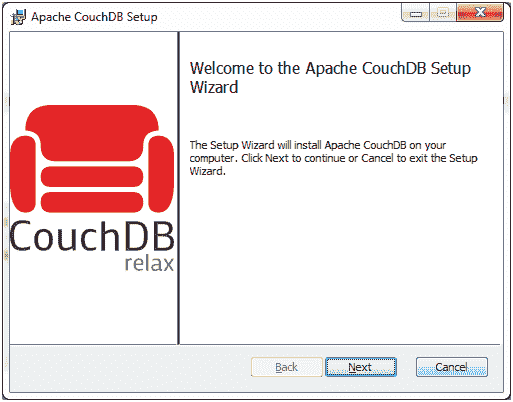 Apache CouchDB Setup
Welcome to the Apache CouchDB Setup
Wizard
The Setup Wizard will install Apache CouchDB on your
computer. Click Next to continue or Cancel to exit the Setup
Wizard.
CouchDB
relax
Back
Next
Cancel